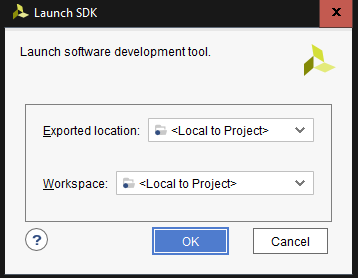 Launch SDK
Launch software development tool.
Exported location: <Local to Project>
Workspace: <Local to Project>
? OK Cancel